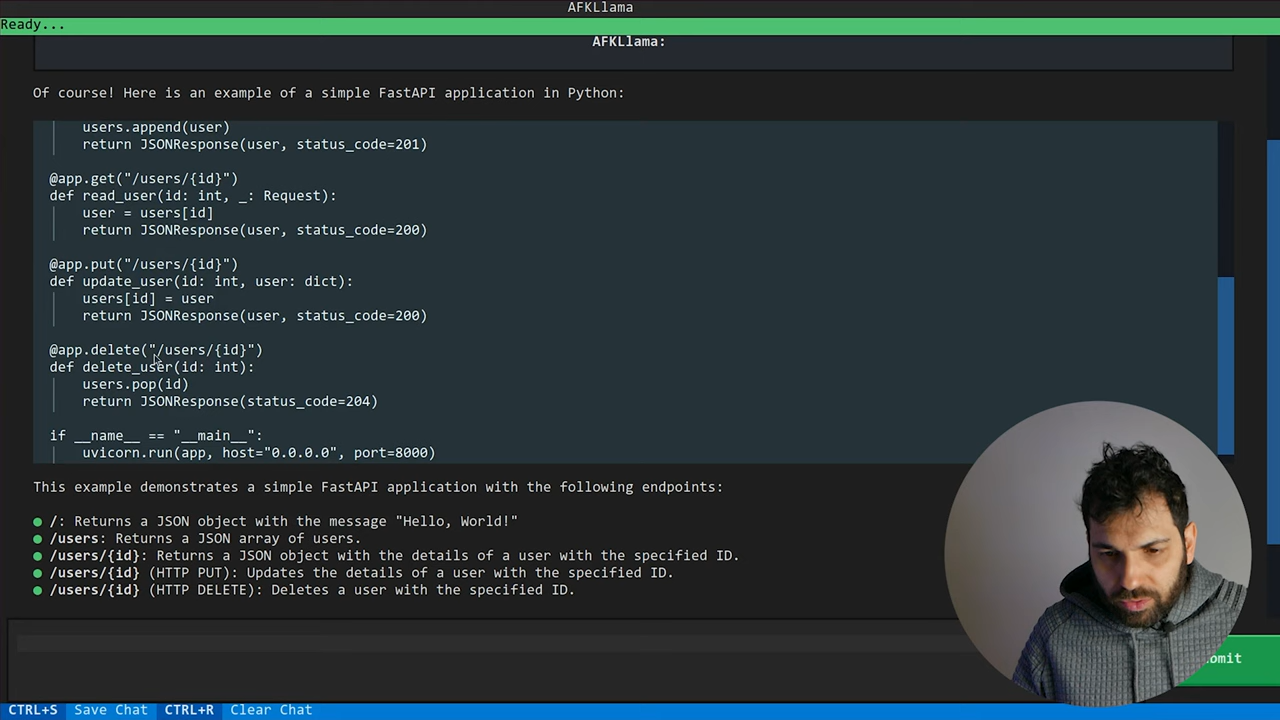 AFKLlama
Ready...
AFKLlama:
Of course! Here is an example of a simple FastAPI application in Python:
users.append(user)
return JSONResponse(user, status_code=201)
@app.get("/users/{id}")
def read_user(id: int, _: Request):
user = users[id]
return JSONResponse(user, status_code=200)
@app.put("/users/{id}")
def update_user(id: int, user: dict):
users[id] = user
return JSONResponse(user, status_code=200)
@app.delete("/users/{id}")
def delete_user(id: int):
users.pop(id)
return JSONResponse(status_code=204)
if __name__ == "__main__":
uvicorn.run(app, host="0.0.0.0", port=8000)
This example demonstrates a simple FastAPI application with the following endpoints:
● /: Returns a JSON object with the message "Hello, World!"
● /users: Returns a JSON array of users.
● /users/{id}: Returns a JSON object with the details of a user with the specified ID.
● /users/{id} (HTTP PUT): Updates the details of a user with the specified ID.
● /users/{id} (HTTP DELETE): Deletes a user with the specified ID.
CTRL+S Save Chat CTRL+R Clear Chat